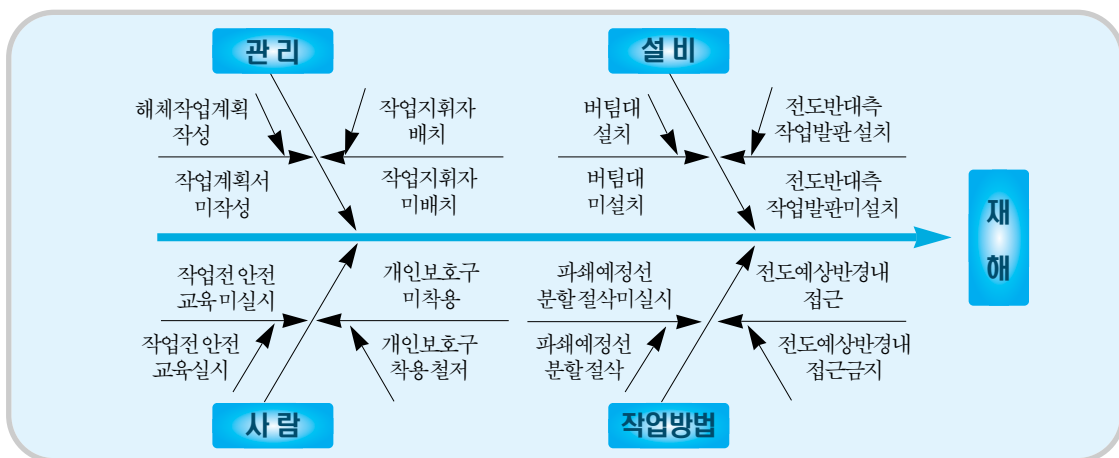 관 리
설 비
해체작업계획
작성
작업지휘자
배치
버팀대
설치
전도반대측
작업발판 설치
작업계획서
미작성
작업지휘자
미배치
버팀대
미설치
전도반대측
작업발판미설치
재
해
작업전 안전
교육 미실시
개인보호구
미착용
파쇄예정선
분할 절삭미실시
전도예상반경내
접근
작업전 안전
교육실시
개인보호구
착용 철저
파쇄예정선
분할 절삭
전도예상반경내
접근금지
사 람
작업방법